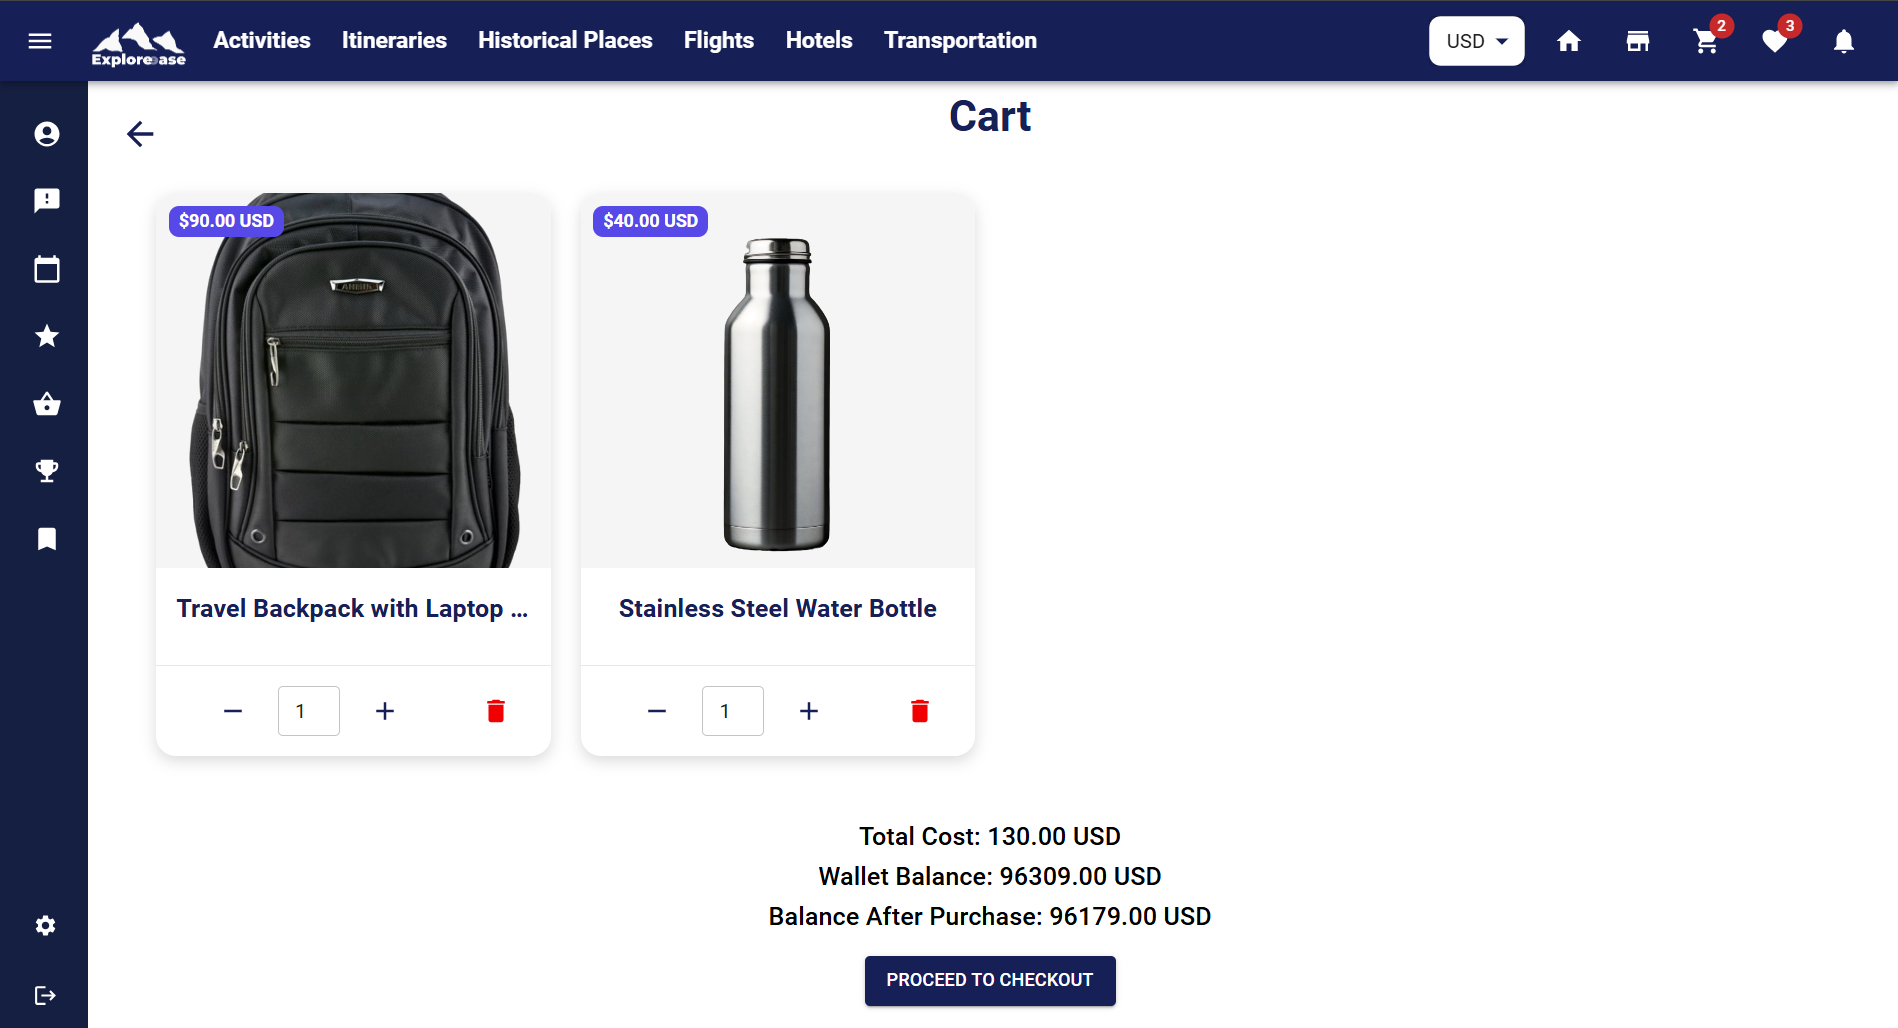 Explore ease
Activities
Itineraries
Historical Places
Flights
Hotels
Transportation
USD
2
3
Cart
$90.00 USD
$40.00 USD
Travel Backpack with Laptop ...
Stainless Steel Water Bottle
1
1
Total Cost: 130.00 USD
Wallet Balance: 96309.00 USD
Balance After Purchase: 96179.00 USD
PROCEED TO CHECKOUT